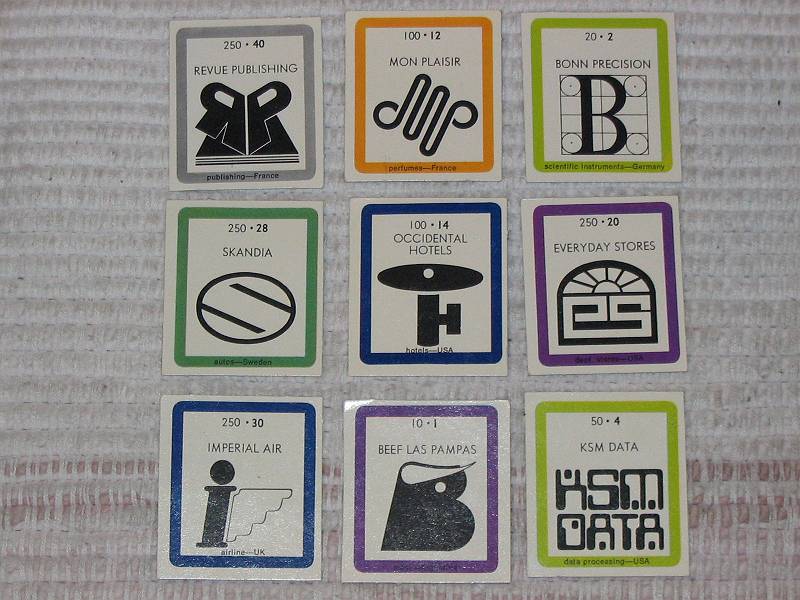 250 • 40
REVUE PUBLISHING
publishing—France
100 • 12
MON PLAISIR
perfumes—France
20 • 2
BONN PRECISION
B
scientific instruments—Germany
250 • 28
SKANDIA
autos—Sweden
100 • 14
OCCIDENTAL
HOTELS
hotels—USA
250 • 20
EVERYDAY STORES
es
dept. stores—USA
250 • 30
IMPERIAL AIR
i
airline—UK
10 • 1
BEEF LAS PAMPAS
B
50 • 4
KSM DATA
KSM
DATA
data processing—USA